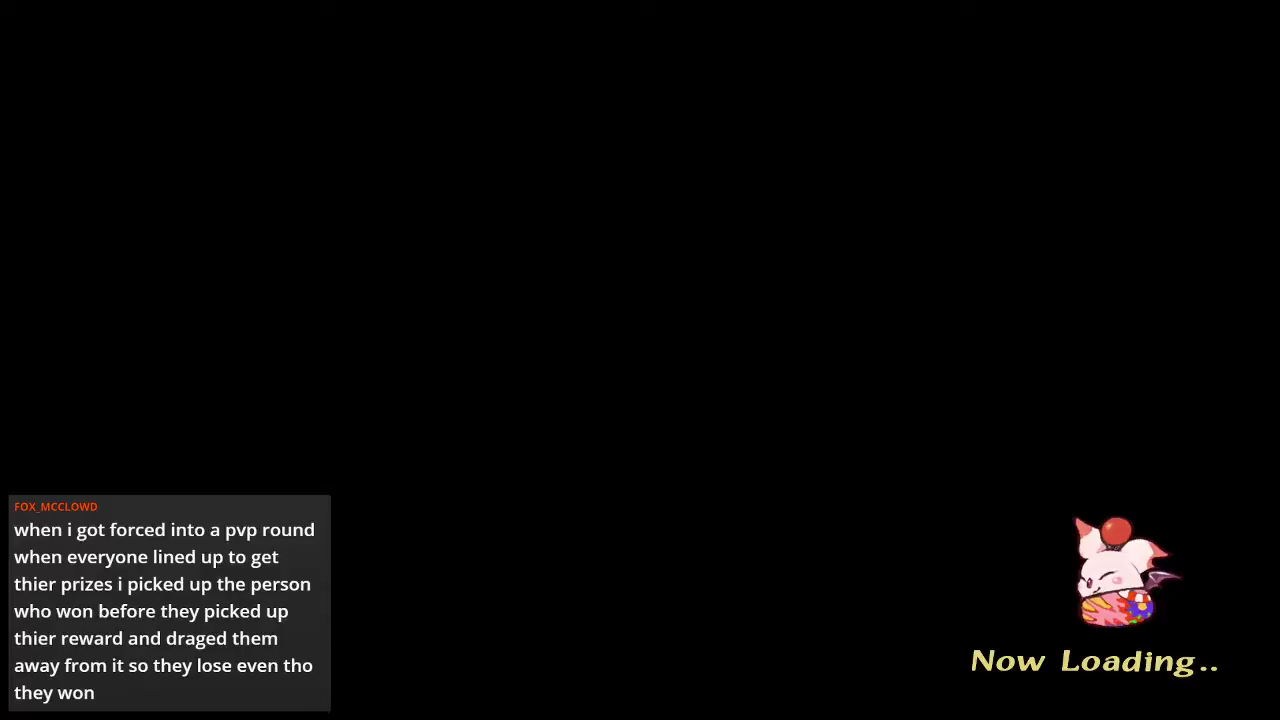 FOX_MCCLOWD
when i got forced into a pvp round
when everyone lined up to get
thier prizes i picked up the person
who won before they picked up
thier reward and draged them
away from it so they lose even tho
they won
Now Loading..